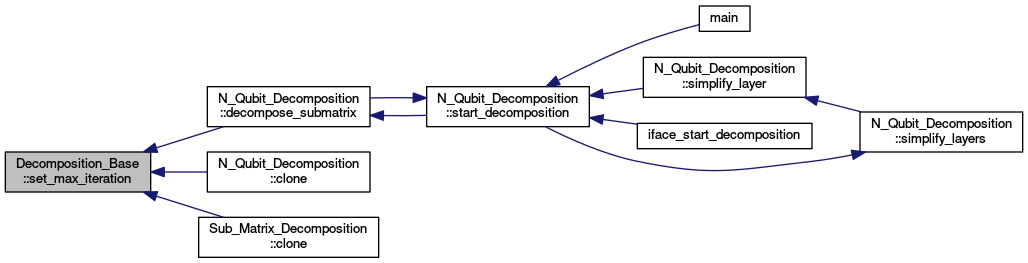 Decomposition_Base
::set_max_iteration
N_Qubit_Decomposition
::decompose_submatrix
N_Qubit_Decomposition
::clone
Sub_Matrix_Decomposition
::clone
N_Qubit_Decomposition
::start_decomposition
main
N_Qubit_Decomposition
::simplify_layer
iface_start_decomposition
N_Qubit_Decomposition
::simplify_layers